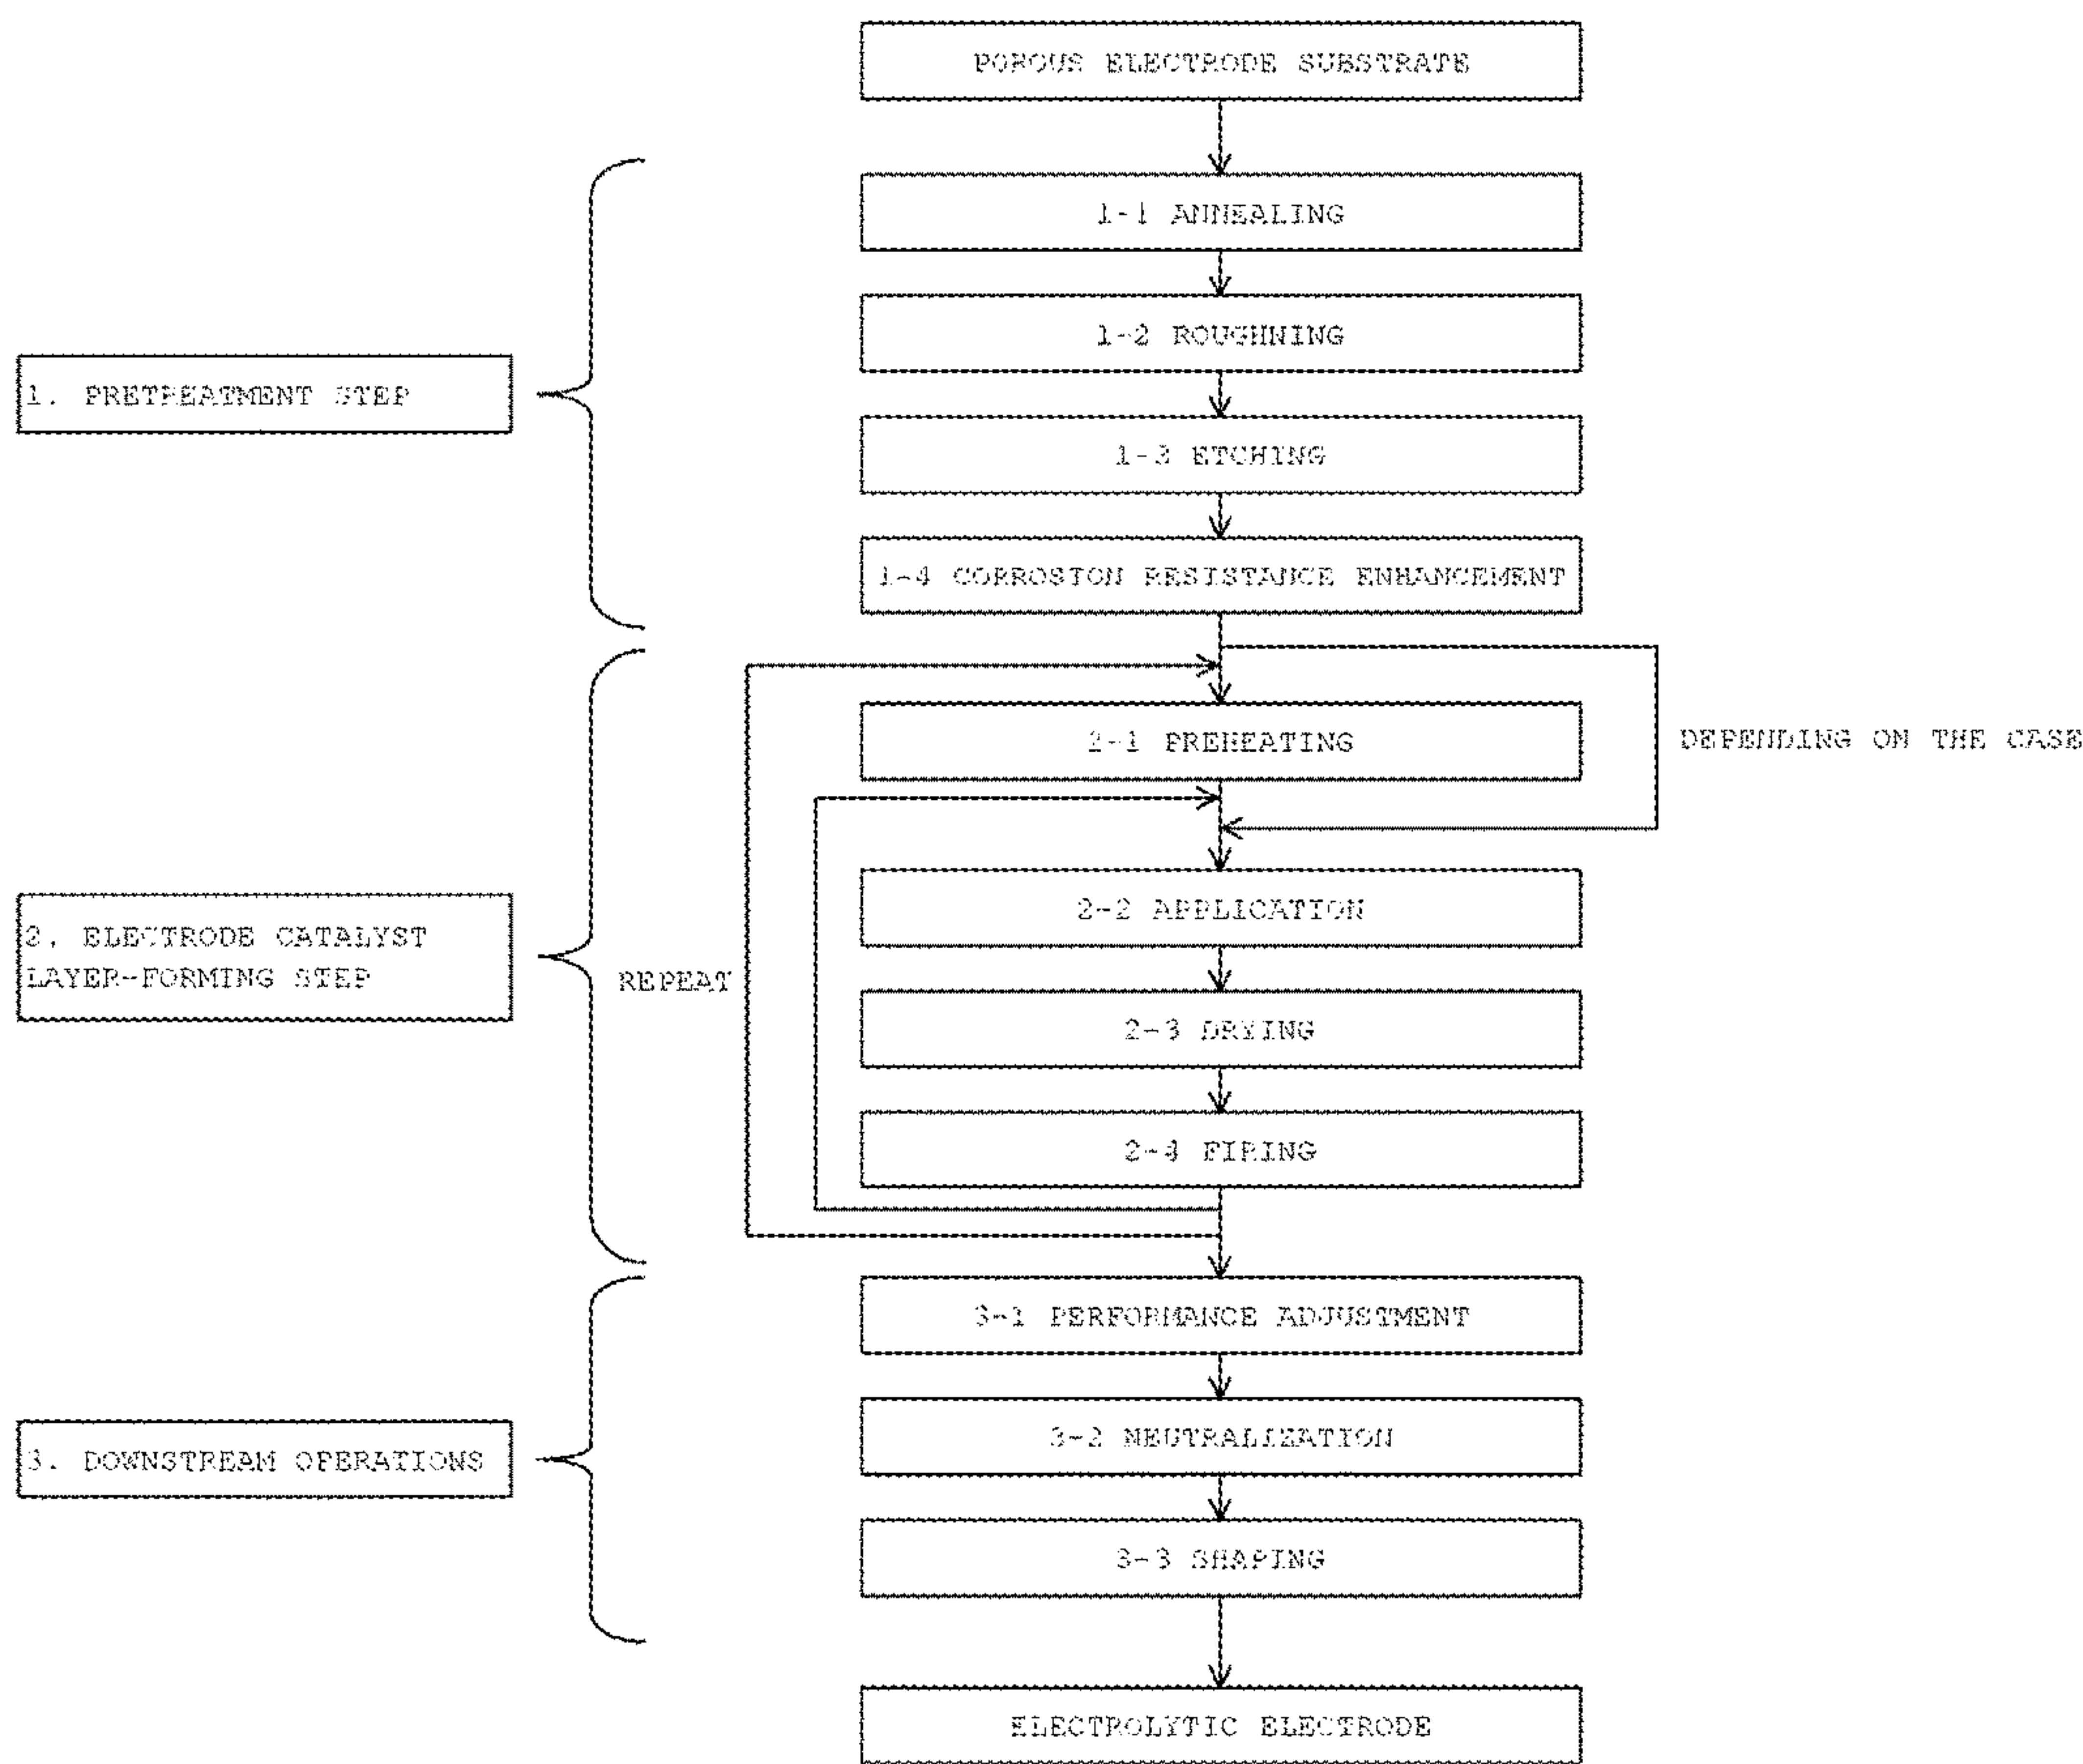 POROUS ELECTRODE SUBSTRATE
1-1 ANNEALING
1-2 ROUGHNING
1. PRETREATMENT STEP
1-3 ETCHING
1-4 CORROSTON RESISTANCE ENHANCEMENT
2-1 PREHEATING
DEPENDING ON THE CASE
2-2 APPLICATION
2. ELECTRODE CATALYST
LAYER-FORMING STEP
REPEAT
2-3 DRYING
2-4 FIRING
3-1 PERFORMANCE ADJUSTMENT
3-2 NEUTRALIZATION
3. DOWNSTREAM OPERATIONS
3-3 SHAPING
ELECTROLYTIC ELECTRODE